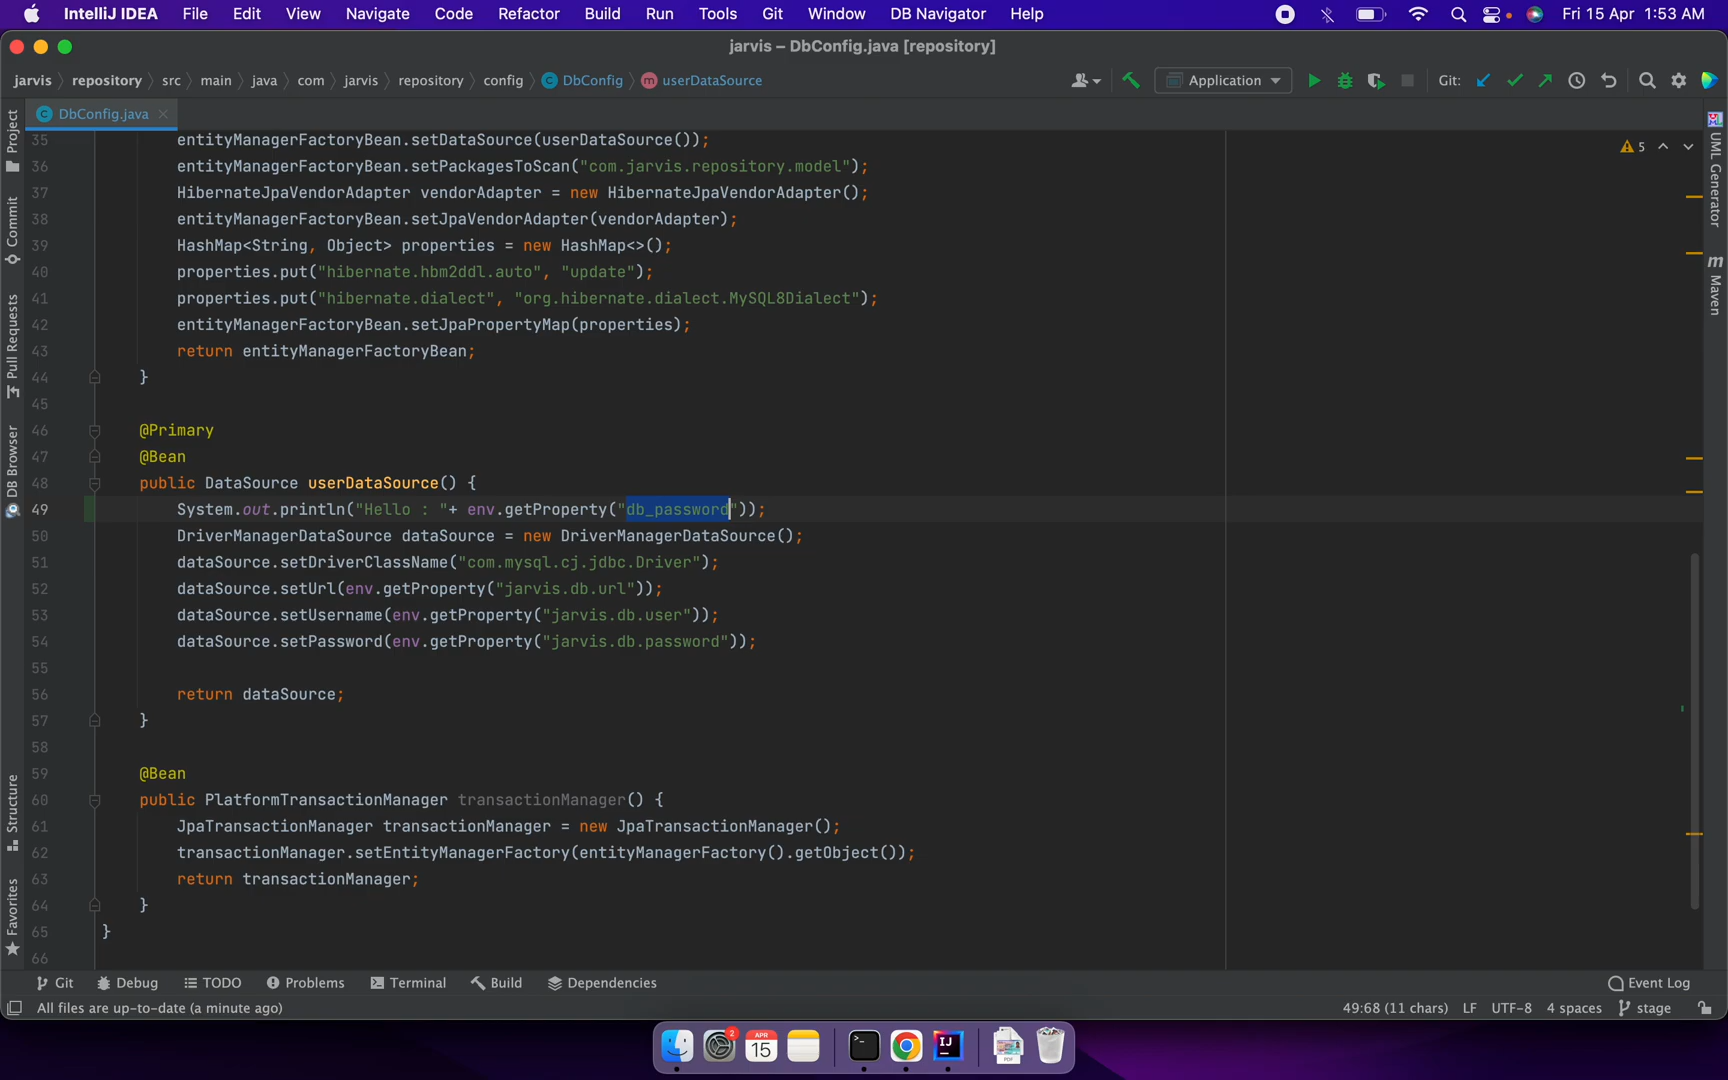 IntelliJ IDEA File Edit View Navigate Code Refactor Build Run Tools Git Window DB Navigator Help Fri 15 Apr 1:53 AM
jarvis – DbConfig.java [repository]
jarvis repository src main java com jarvis repository config DbConfig userDataSource Application Git:
DbConfig.java
Project
Commit
Pull Requests
DB Browser
Structure
Favorites
35 entityManagerFactoryBean.setDataSource(userDataSource());
36 entityManagerFactoryBean.setPackagesToScan("com.jarvis.repository.model");
37 HibernateJpaVendorAdapter vendorAdapter = new HibernateJpaVendorAdapter();
38 entityManagerFactoryBean.setJpaVendorAdapter(vendorAdapter);
39 HashMap<String, Object> properties = new HashMap<>();
40 properties.put("hibernate.hbm2ddl.auto", "update");
41 properties.put("hibernate.dialect", "org.hibernate.dialect.MySQL8Dialect");
42 entityManagerFactoryBean.setJpaPropertyMap(properties);
43 return entityManagerFactoryBean;
44 }
45
46 @Primary
47 @Bean
48 public DataSource userDataSource() {
49 System.out.println("Hello : "+ env.getProperty("db_password"));
50 DriverManagerDataSource dataSource = new DriverManagerDataSource();
51 dataSource.setDriverClassName("com.mysql.cj.jdbc.Driver");
52 dataSource.setUrl(env.getProperty("jarvis.db.url"));
53 dataSource.setUsername(env.getProperty("jarvis.db.user"));
54 dataSource.setPassword(env.getProperty("jarvis.db.password"));
55
56 return dataSource;
57 }
58
59 @Bean
60 public PlatformTransactionManager transactionManager() {
61 JpaTransactionManager transactionManager = new JpaTransactionManager();
62 transactionManager.setEntityManagerFactory(entityManagerFactory().getObject());
63 return transactionManager;
64 }
65 }
66
5
UML Generator
m Maven
Git Debug TODO Problems Terminal Build Dependencies Event Log
All files are up-to-date (a minute ago) 49:68 (11 chars) LF UTF-8 4 spaces stage
2
APR
15
IJ
PDF